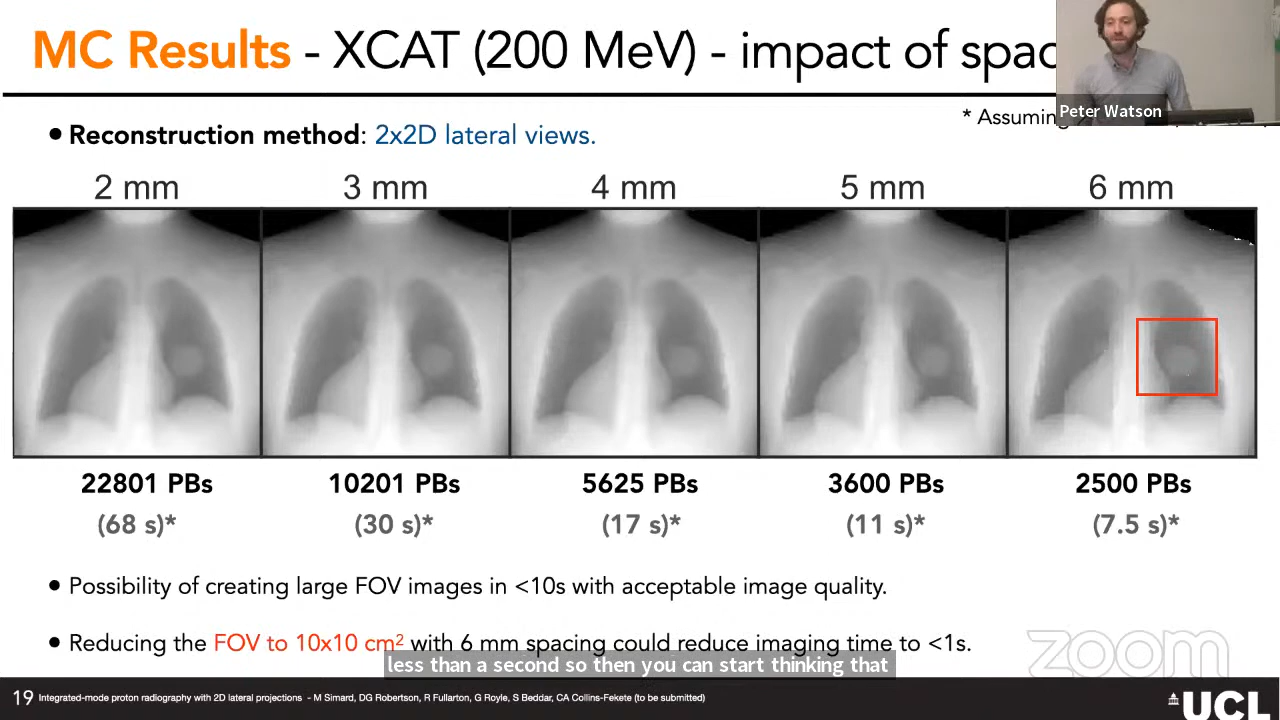 MC Results - XCAT (200 MeV) - impact of spac
Peter Watson
* Assuming
• Reconstruction method: 2x2D lateral views.
2 mm 3 mm 4 mm 5 mm 6 mm
22801 PBs 10201 PBs 5625 PBs 3600 PBs 2500 PBs
(68 s)* (30 s)* (17 s)* (11 s)* (7.5 s)*
• Possibility of creating large FOV images in <10s with acceptable image quality.
• Reducing the FOV to 10x10 cm² with 6 mm spacing could reduce imaging time to <1s.
less than a second so then you can start thinking that
zoom
19 Integrated-mode proton radiography with 2D lateral projections - M Simard, DG Robertson, R Fullarton, G Royle, S Beddar, CA Collins-Fekete (to be submitted)
UCL